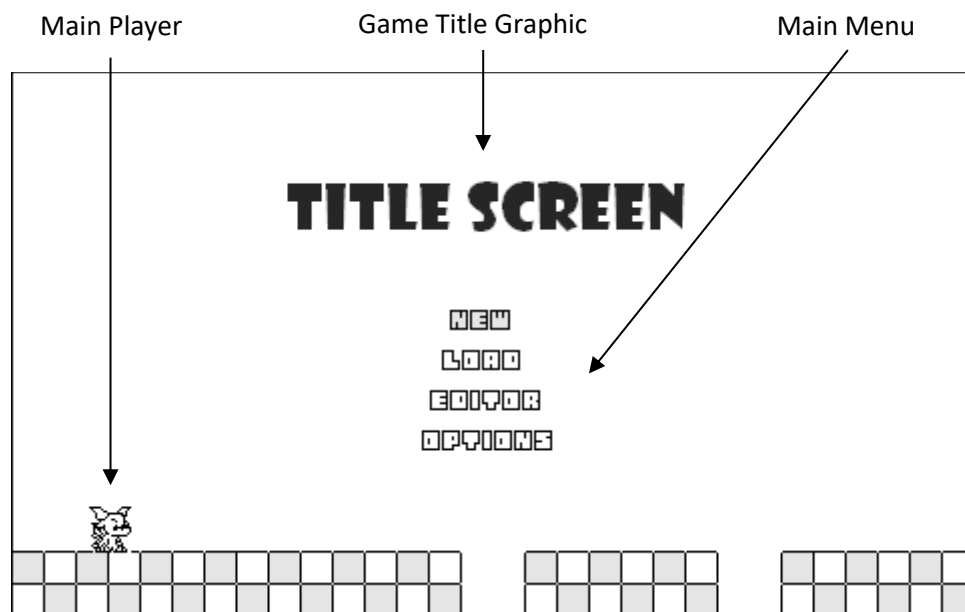 Main Player Game Title Graphic Main Menu
TITLE SCREEN
NEW
LOAD
EDITOR
OPTIONS